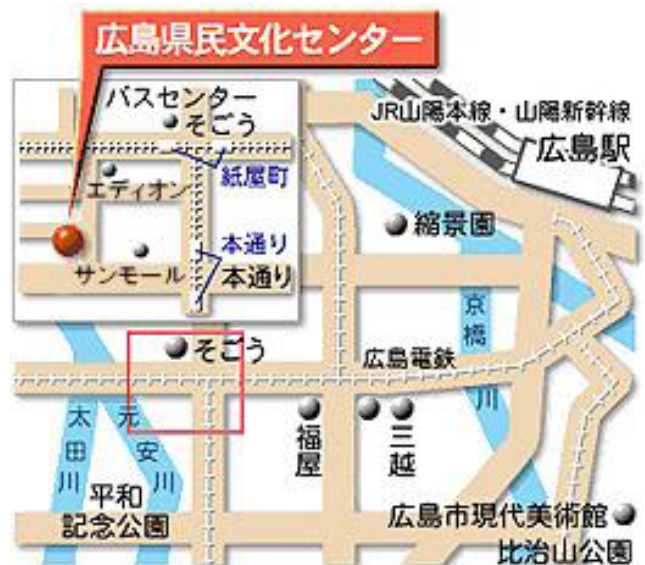 広島県民文化センター
バスセンター
そごう
紙屋町
エディオン
本通り
サンモール
本通り
JR山陽本線・山陽新幹線
広島駅
縮景園
京橋川
そごう
広島電鉄
太田川
元安川
福屋
三越
平和
記念公園
広島市現代美術館
比治山公園